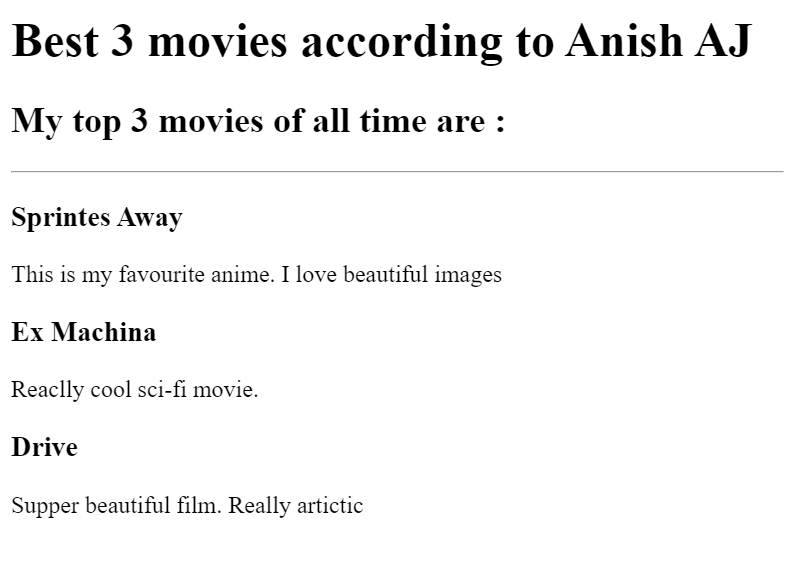 Best 3 movies according to Anish AJ
My top 3 movies of all time are :
Sprintes Away
This is my favourite anime. I love beautiful images
Ex Machina
Reaclly cool sci-fi movie.
Drive
Supper beautiful film. Really artictic